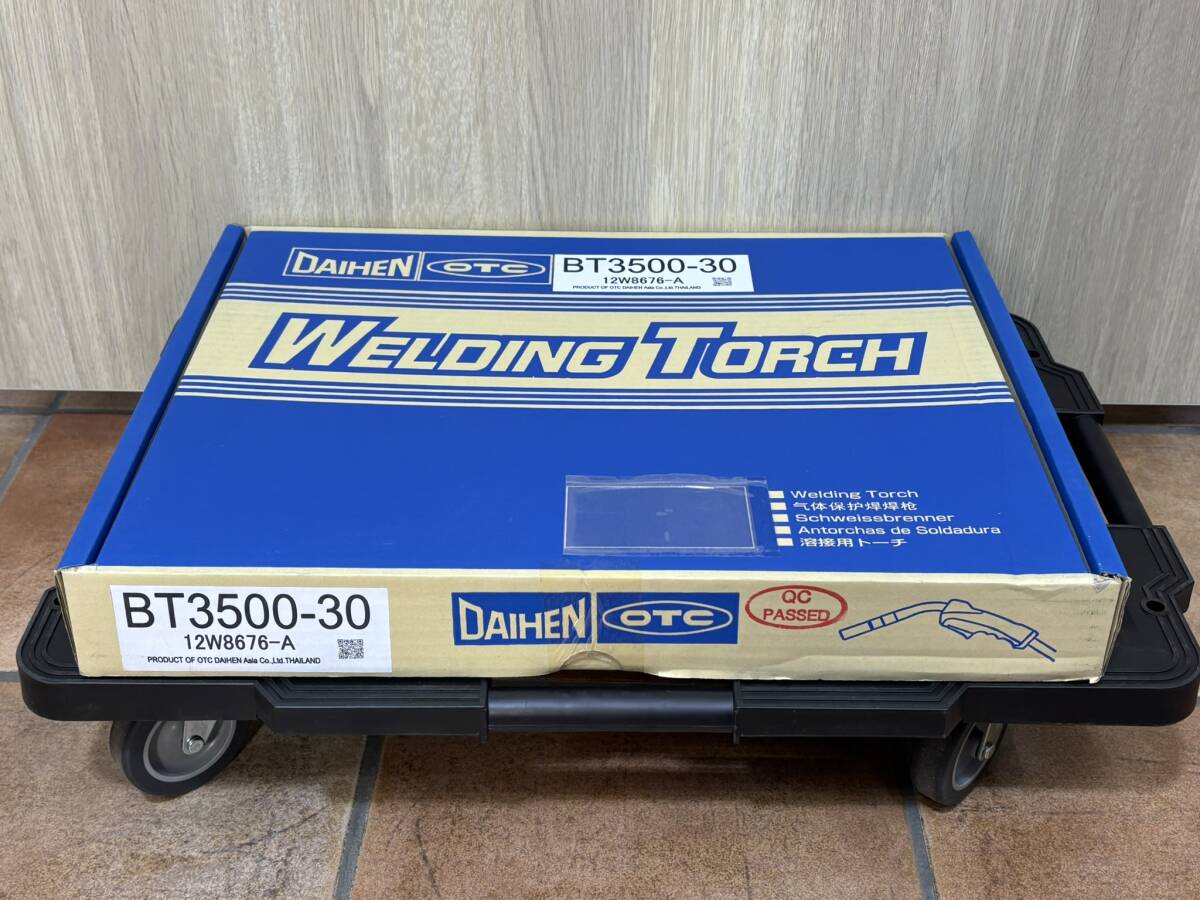 DAIHEN OTC BT3500-30
12W8676-A
PRODUCT OF OTC DAIHEN Asia Co.,Ltd.THAILAND
WELDING TORCH
Welding Torch
气体保护焊焊枪
Schweissbrenner
Antorchas de Soldadura
溶接用トーチ
BT3500-30
12W8676-A
PRODUCT OF OTC DAIHEN Asia Co.,Ltd.THAILAND
DAIHEN OTC
QC
PASSED